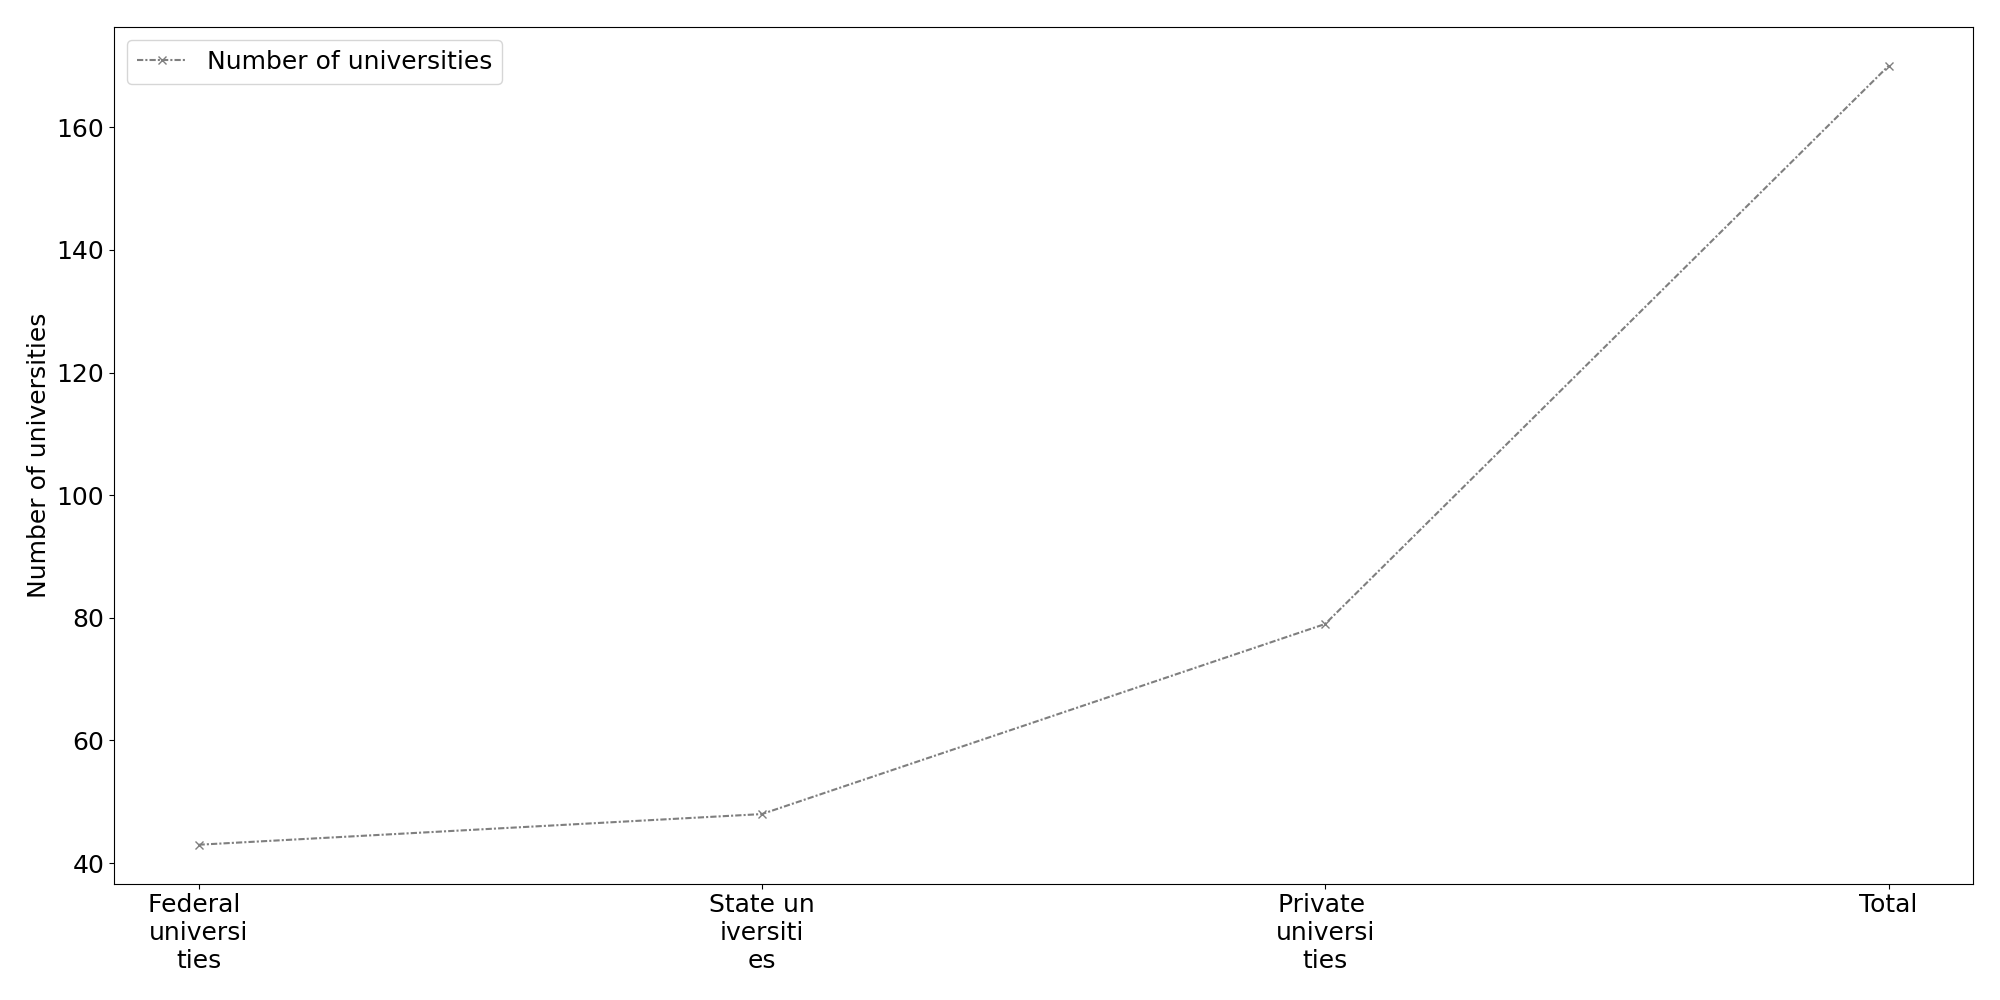 Number of universities
160
140
120
100
80
60
40
Number of universities
Federal
universi
ties
State un
iversiti
es
Private
universi
ties
Total